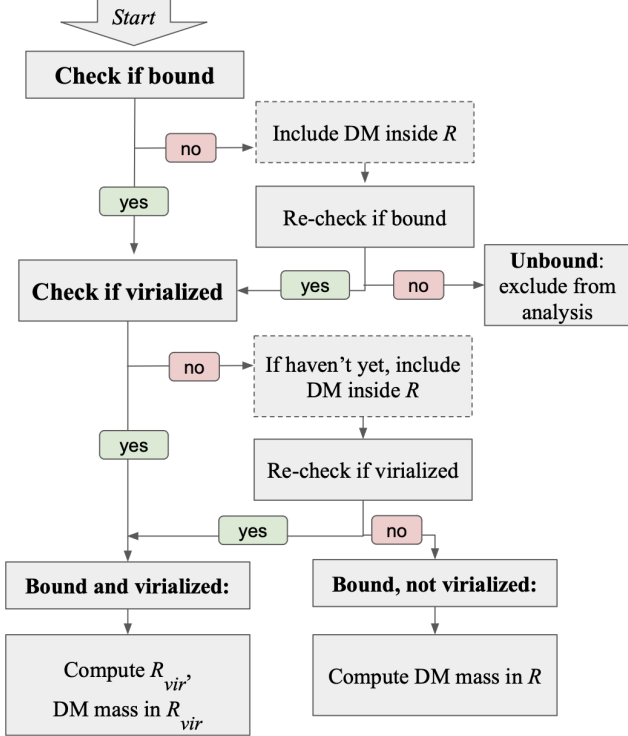 Start
Check if bound
no
Include DM inside R
yes
Re-check if bound
Check if virialized
yes
no
Unbound:
exclude from
analysis
no
If haven't yet, include
DM inside R
yes
Re-check if virialized
yes
no
Bound and virialized:
Bound, not virialized:
Compute R_vir,
DM mass in R_vir
Compute DM mass in R